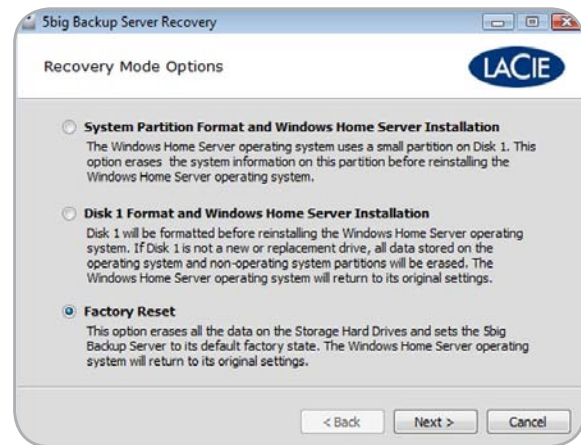 5big Backup Server Recovery
Recovery Mode Options
LACIE
System Partition Format and Windows Home Server Installation
The Windows Home Server operating system uses a small partition on Disk 1. This
option erases the system information on this partition before reinstalling the
Windows Home Server operating system.
Disk 1 Format and Windows Home Server Installation
Disk 1 will be formatted before reinstalling the Windows Home Server operating
system. If Disk 1 is not a new or replacement drive, all data stored on the
operating system and non-operating system partitions will be erased. The
Windows Home Server operating system will return to its original settings.
Factory Reset
This option erases all the data on the Storage Hard Drives and sets the 5big
Backup Server to its default factory state. The Windows Home Server operating
system will return to its original settings.
< Back Next > Cancel